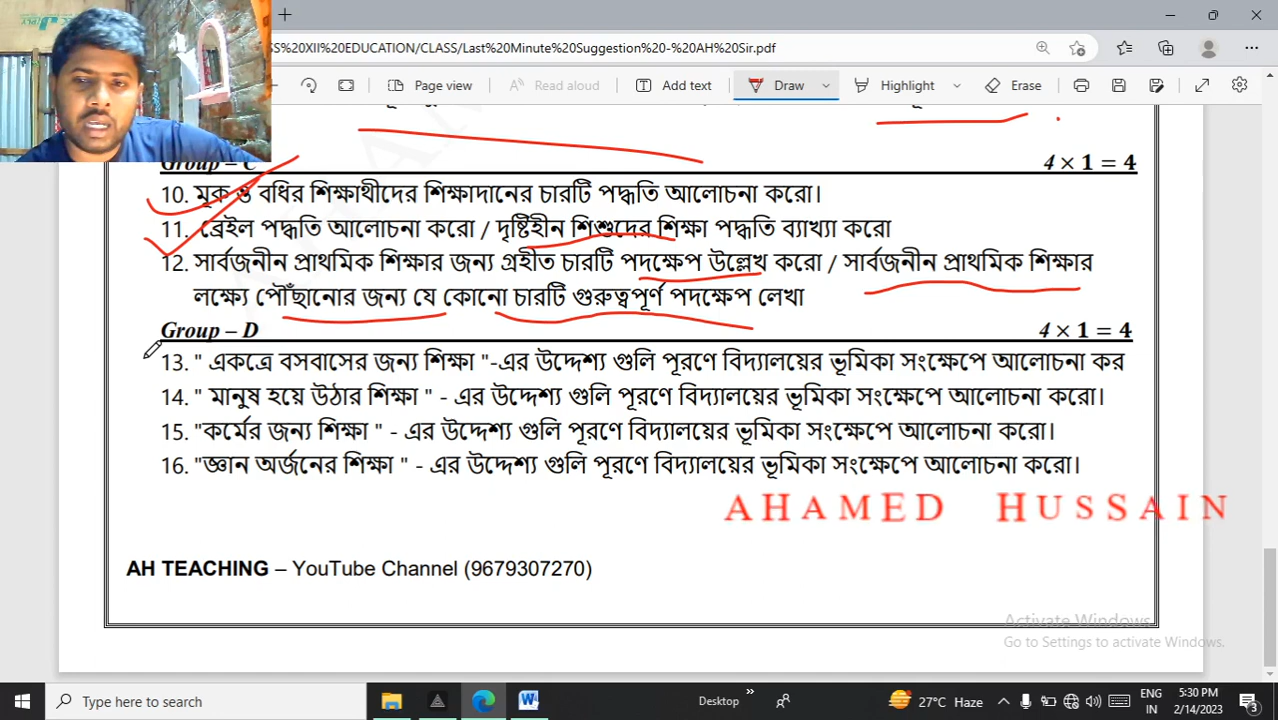 SS%20XII%20EDUCATION/CLASS/Last%20Minute%20Suggestion%20-%20AH%20Sir.pdf
Page view
Read aloud
Add text
Draw
Highlight
Erase
Group – C 4 × 1 = 4
10. মূক ও বধির শিক্ষার্থীদের শিক্ষাদানের চারটি পদ্ধতি আলোচনা করো।
11. ব্রেইল পদ্ধতি আলোচনা করো / দৃষ্টিহীন শিশুদের শিক্ষা পদ্ধতি ব্যাখ্যা করো
12. সার্বজনীন প্রাথমিক শিক্ষার জন্য গ্রহীত চারটি পদক্ষেপ উল্লেখ করো / সার্বজনীন প্রাথমিক শিক্ষার
লক্ষ্যে পৌঁছানোর জন্য যে কোনো চারটি গুরুত্বপূর্ণ পদক্ষেপ লেখা
Group – D 4 × 1 = 4
13. " একত্রে বসবাসের জন্য শিক্ষা "-এর উদ্দেশ্য গুলি পূরণে বিদ্যালয়ের ভূমিকা সংক্ষেপে আলোচনা কর
14. " মানুষ হয়ে উঠার শিক্ষা " - এর উদ্দেশ্য গুলি পূরণে বিদ্যালয়ের ভূমিকা সংক্ষেপে আলোচনা করো।
15. "কর্মের জন্য শিক্ষা " - এর উদ্দেশ্য গুলি পূরণে বিদ্যালয়ের ভূমিকা সংক্ষেপে আলোচনা করো।
16. "জ্ঞান অর্জনের শিক্ষা " - এর উদ্দেশ্য গুলি পূরণে বিদ্যালয়ের ভূমিকা সংক্ষেপে আলোচনা করো।
AHAMED HUSSAIN
AH TEACHING – YouTube Channel (9679307270)
Activate Windows
Go to Settings to activate Windows.
Type here to search
Desktop
27°C Haze
ENG
IN
5:30 PM
2/14/2023
3